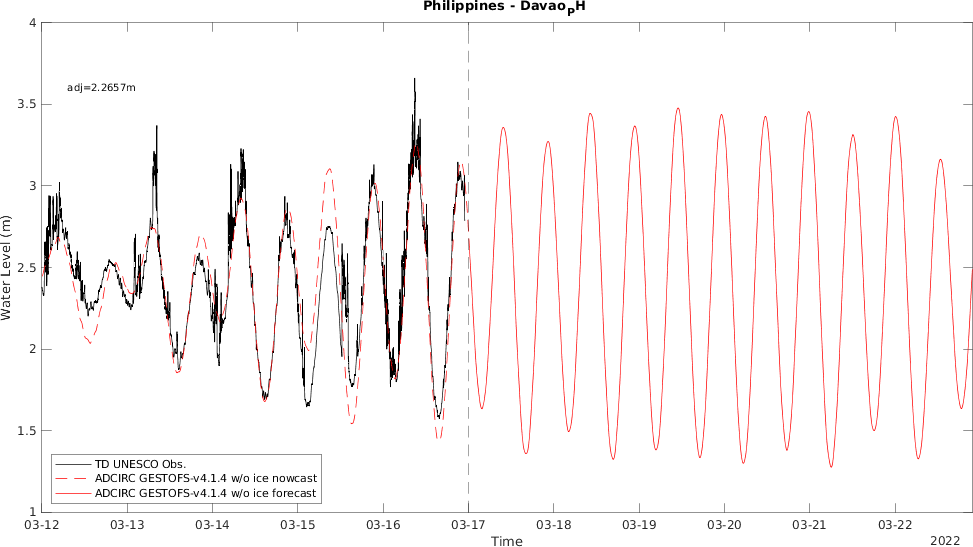 Philippines - DavaoPH
adj=2.2657m
4
3.5
3
2.5
2
1.5
1
Water Level (m)
TD UNESCO Obs.
ADCIRC GESTOFS-v4.1.4 w/o ice nowcast
ADCIRC GESTOFS-v4.1.4 w/o ice forecast
03-12 03-13 03-14 03-15 03-16 03-17 03-18 03-19 03-20 03-21 03-22
Time
2022